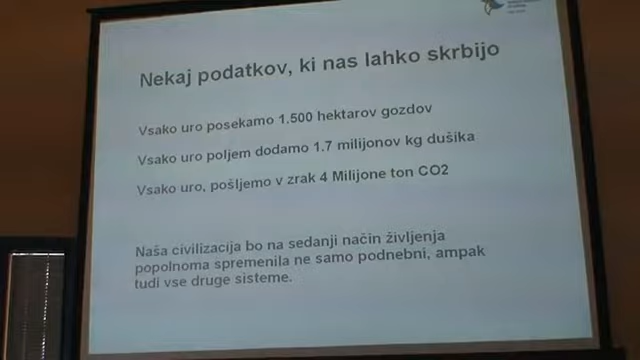 Nekaj podatkov, ki nas lahko skrbijo
Vsako uro posekamo 1.500 hektarov gozdov
Vsako uro poljem dodamo 1.7 milijonov kg dušika
Vsako uro, pošljemo v zrak 4 Milijone ton CO2
Naša civilizacija bo na sedanji način življenja
popolnoma spremenila ne samo podnebni, ampak
tudi vse druge sisteme.